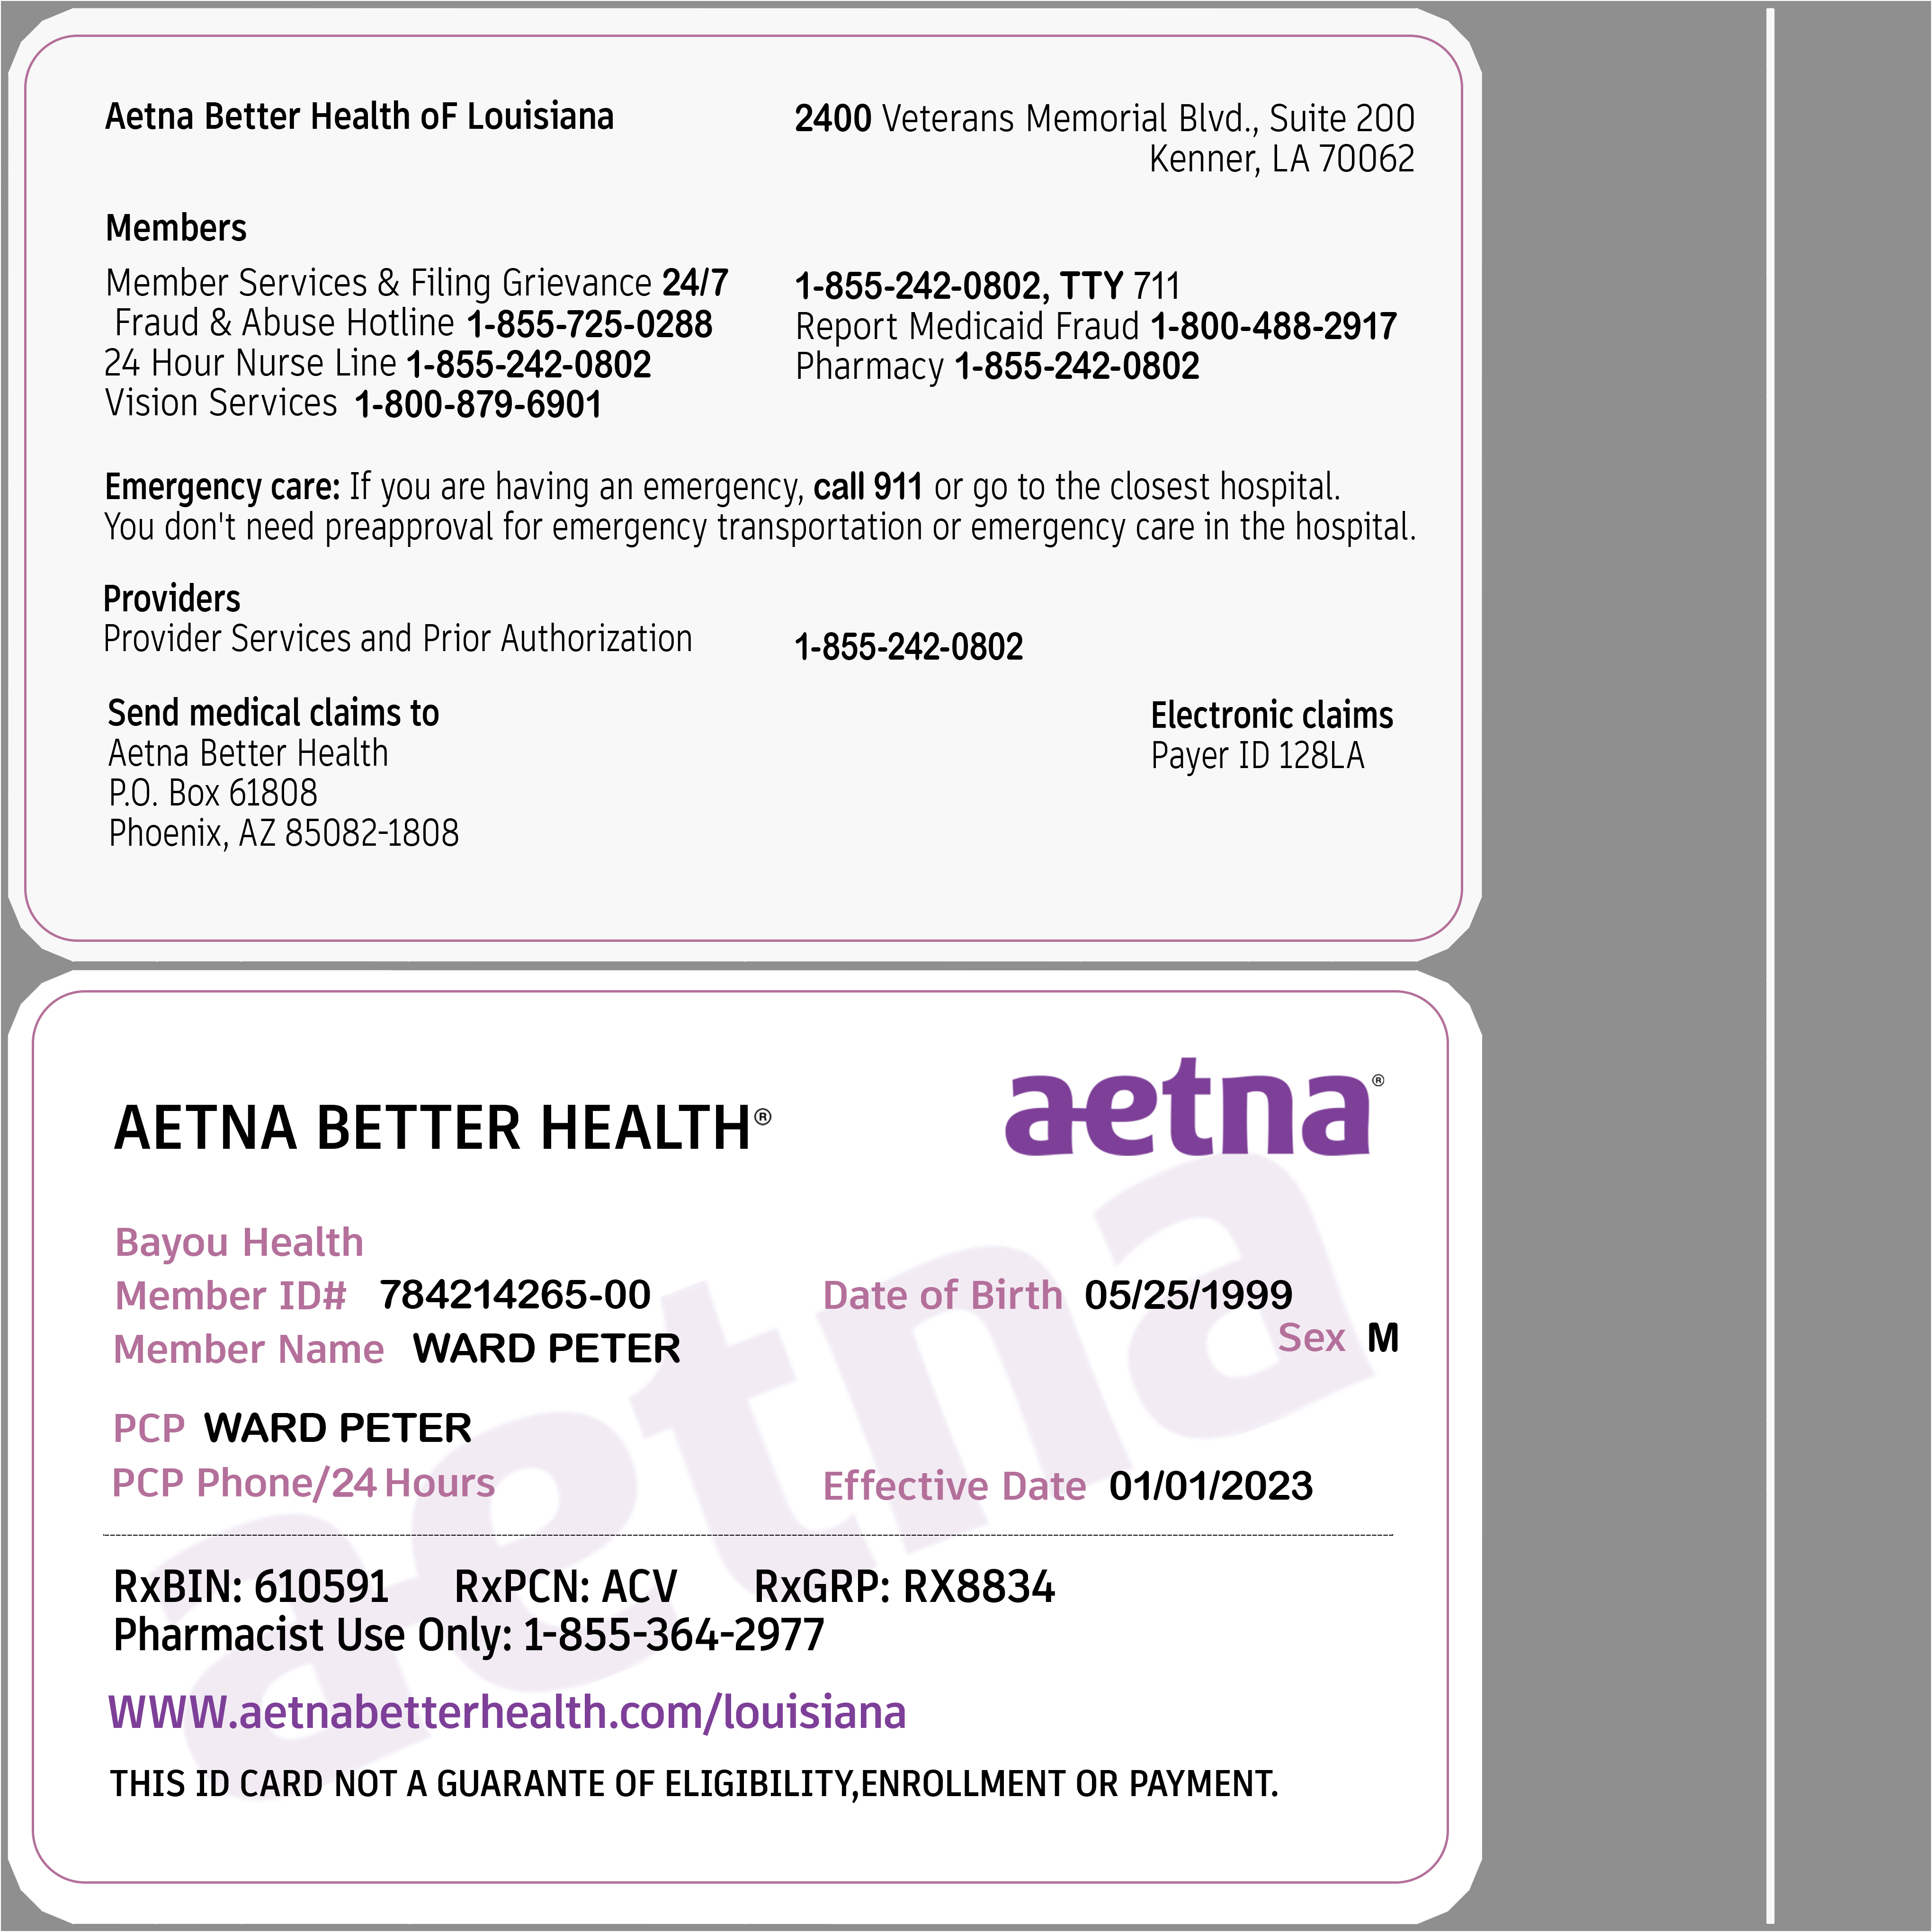 Aetna Better Health oF Louisiana
2400 Veterans Memorial Blvd., Suite 200
Kenner, LA 70062
Members
Member Services & Filing Grievance 24/7
1-855-242-0802, TTY 711
Fraud & Abuse Hotline 1-855-725-0288
Report Medicaid Fraud 1-800-488-2917
24 Hour Nurse Line 1-855-242-0802
Pharmacy 1-855-242-0802
Vision Services 1-800-879-6901
Emergency care: If you are having an emergency, call 911 or go to the closest hospital.
You don't need preapproval for emergency transportation or emergency care in the hospital.
Providers
Provider Services and Prior Authorization
1-855-242-0802
Send medical claims to
Aetna Better Health
P.O. Box 61808
Phoenix, AZ 85082-1808
Electronic claims
Payer ID 128LA
aetna®
AETNA BETTER HEALTH®
aetna
Bayou Health
Member ID# 784214265-00
Date of Birth 05/25/1999
Member Name WARD PETER
Sex M
PCP WARD PETER
PCP Phone/24 Hours
Effective Date 01/01/2023
RxBIN: 610591 RxPCN: ACV RxGRP: RX8834
Pharmacist Use Only: 1-855-364-2977
WWW.aetnabetterhealth.com/louisiana
THIS ID CARD NOT A GUARANTE OF ELIGIBILITY,ENROLLMENT OR PAYMENT.